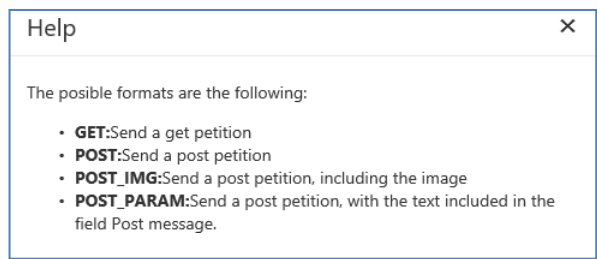 Help ×
The posible formats are the following:
• GET:Send a get petition
• POST:Send a post petition
• POST_IMG:Send a post petition, including the image
• POST_PARAM:Send a post petition, with the text included in the
field Post message.